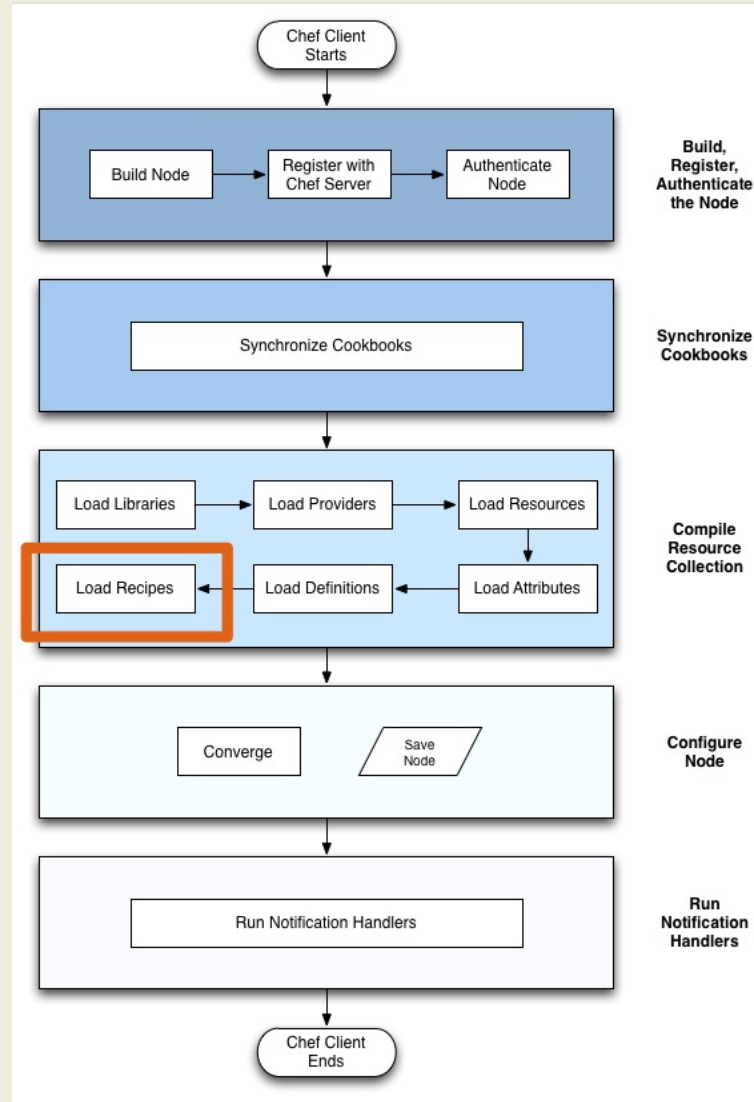 Chef Client
Starts
Build Node
Register with
Chef Server
Authenticate
Node
Build,
Register,
Authenticate
the Node
Synchronize Cookbooks
Synchronize
Cookbooks
Load Libraries
Load Providers
Load Resources
Load Recipes
Load Definitions
Load Attributes
Compile
Resource
Collection
Converge
Save
Node
Configure
Node
Run Notification Handlers
Run
Notification
Handlers
Chef Client
Ends